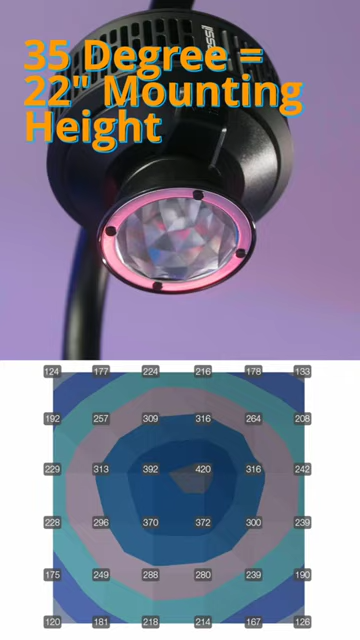 35 Degree =
22" Mounting
Height
124 177 224 216 178 133
192 257 309 316 264 208
229 313 392 420 316 242
228 296 370 372 300 239
175 249 288 280 239 190
120 181 218 214 167 126